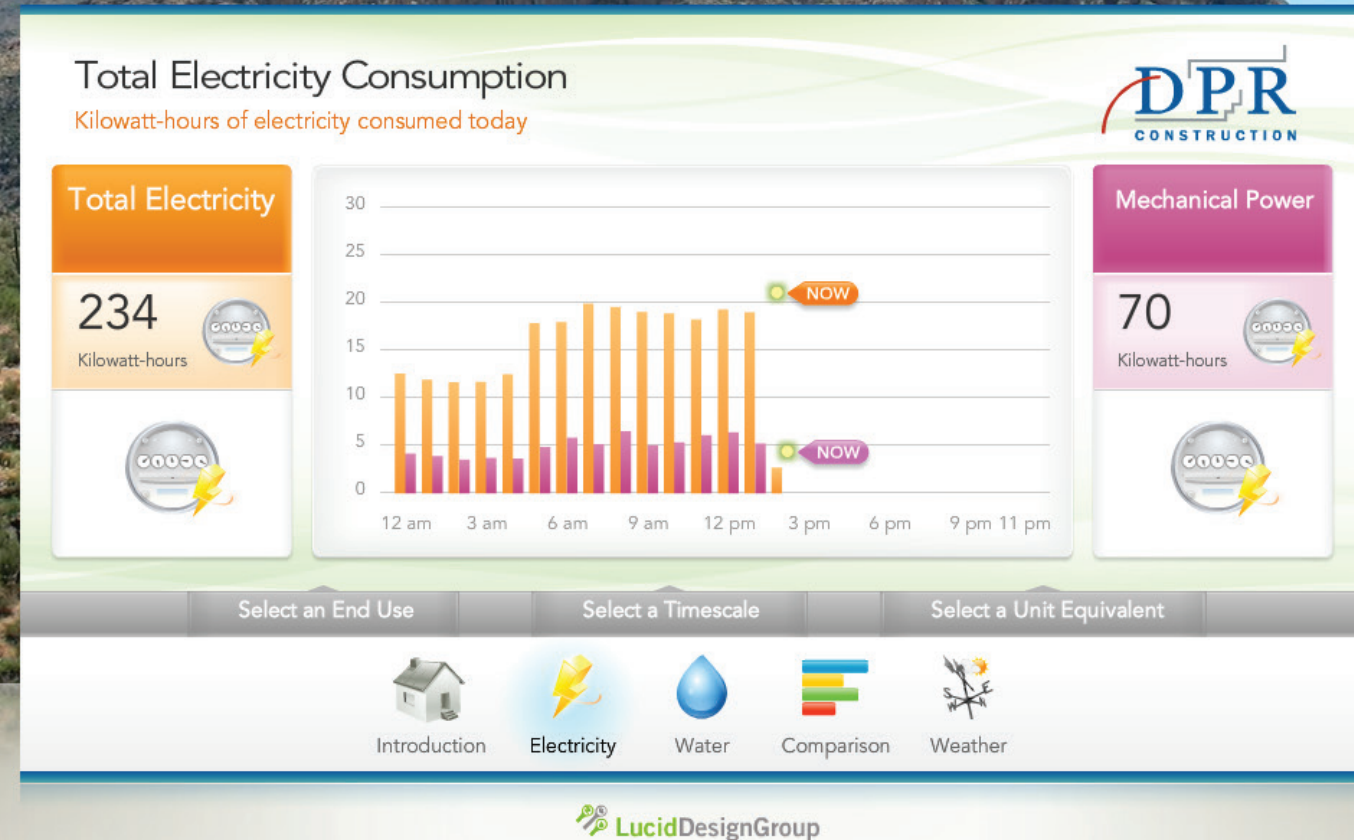 Total Electricity Consumption
Kilowatt-hours of electricity consumed today
DPR
CONSTRUCTION
Total Electricity
234
Kilowatt-hours
30
25
20
15
10
5
0
NOW
NOW
12 am 3 am 6 am 9 am 12 pm 3 pm 6 pm 9 pm 11 pm
Mechanical Power
70
Kilowatt-hours
Select an End Use
Select a Timescale
Select a Unit Equivalent
Introduction
Electricity
Water
Comparison
Weather
LucidDesignGroup